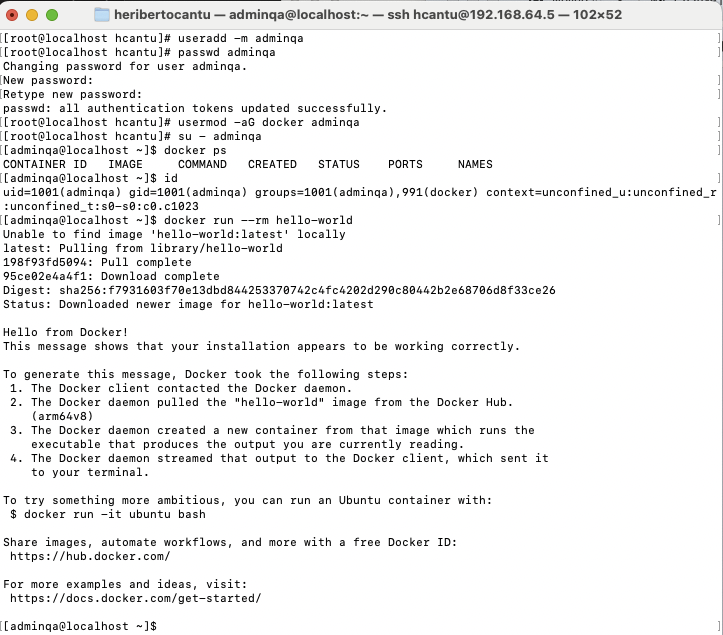 heribertocantu — adminqa@localhost:~ — ssh hcantu@192.168.64.5 — 102×52
[[root@localhost hcantu]# useradd -m adminqa ]
[[root@localhost hcantu]# passwd adminqa ]
Changing password for user adminqa.
[New password: ]
[Retype new password: ]
passwd: all authentication tokens updated successfully.
[[root@localhost hcantu]# usermod -aG docker adminqa ]
[[root@localhost hcantu]# su - adminqa ]
[[adminqa@localhost ~]$ docker ps ]
CONTAINER ID   IMAGE     COMMAND   CREATED   STATUS    PORTS     NAMES
[[adminqa@localhost ~]$ id ]
uid=1001(adminqa) gid=1001(adminqa) groups=1001(adminqa),991(docker) context=unconfined_u:unconfined_r
:unconfined_t:s0-s0:c0.c1023
[[adminqa@localhost ~]$ docker run --rm hello-world ]
Unable to find image 'hello-world:latest' locally
latest: Pulling from library/hello-world
198f93fd5094: Pull complete
95ce02e4a4f1: Download complete
Digest: sha256:f7931603f70e13dbd844253370742c4fc4202d290c80442b2e68706d8f33ce26
Status: Downloaded newer image for hello-world:latest

Hello from Docker!
This message shows that your installation appears to be working correctly.

To generate this message, Docker took the following steps:
 1. The Docker client contacted the Docker daemon.
 2. The Docker daemon pulled the "hello-world" image from the Docker Hub.
    (arm64v8)
 3. The Docker daemon created a new container from that image which runs the
    executable that produces the output you are currently reading.
 4. The Docker daemon streamed that output to the Docker client, which sent it
    to your terminal.

To try something more ambitious, you can run an Ubuntu container with:
 $ docker run -it ubuntu bash

Share images, automate workflows, and more with a free Docker ID:
 https://hub.docker.com/

For more examples and ideas, visit:
 https://docs.docker.com/get-started/

[[adminqa@localhost ~]$ ]